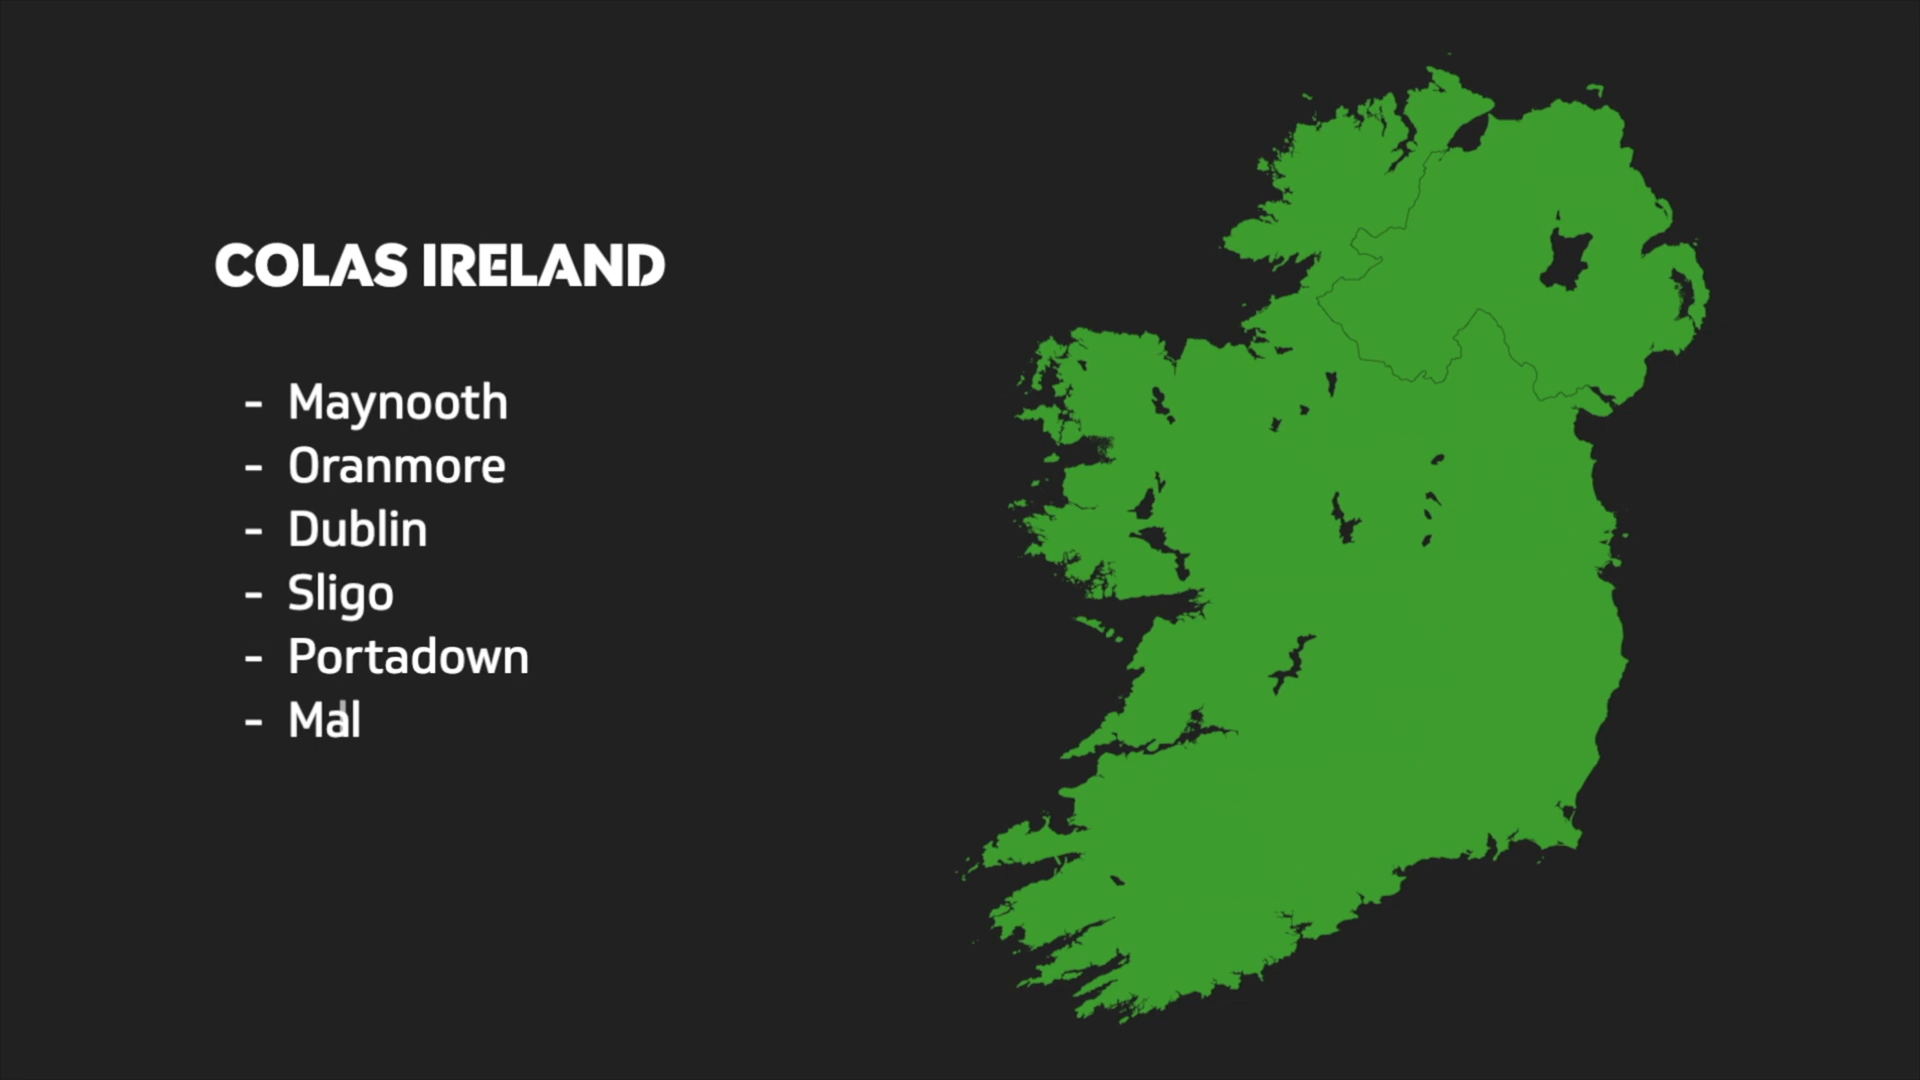 COLAS IRELAND
- Maynooth
- Oranmore
- Dublin
- Sligo
- Portadown
- Mal